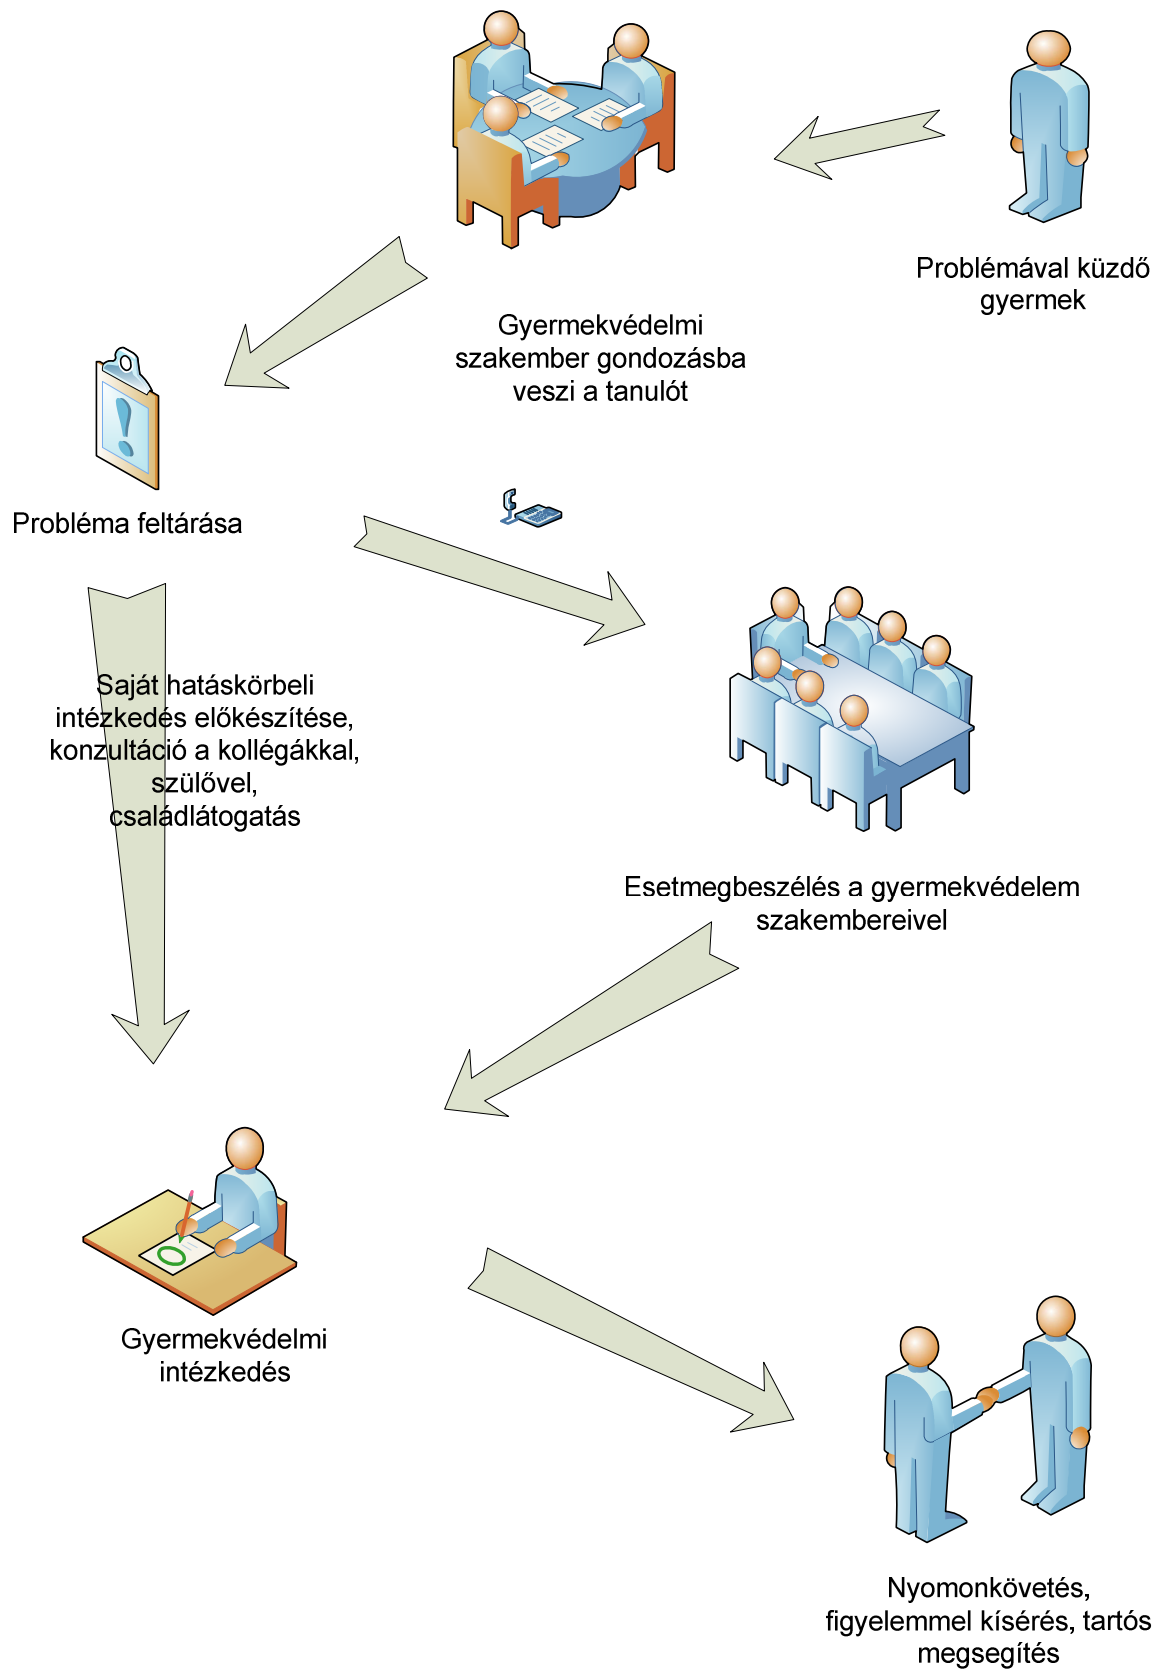 Problémával küzdő
gyermek
Gyermekvédelmi
szakember gondozásba
veszi a tanulót
Probléma feltárása
Saját hatáskörbeli
intézkedés előkészítése,
konzultáció a kollégákkal,
szülővel,
családlátogatás
Esetmegbeszélés a gyermekvédelem
szakembereivel
Gyermekvédelmi
intézkedés
Nyomonkövetés,
figyelemmel kísérés, tartós
megsegítés